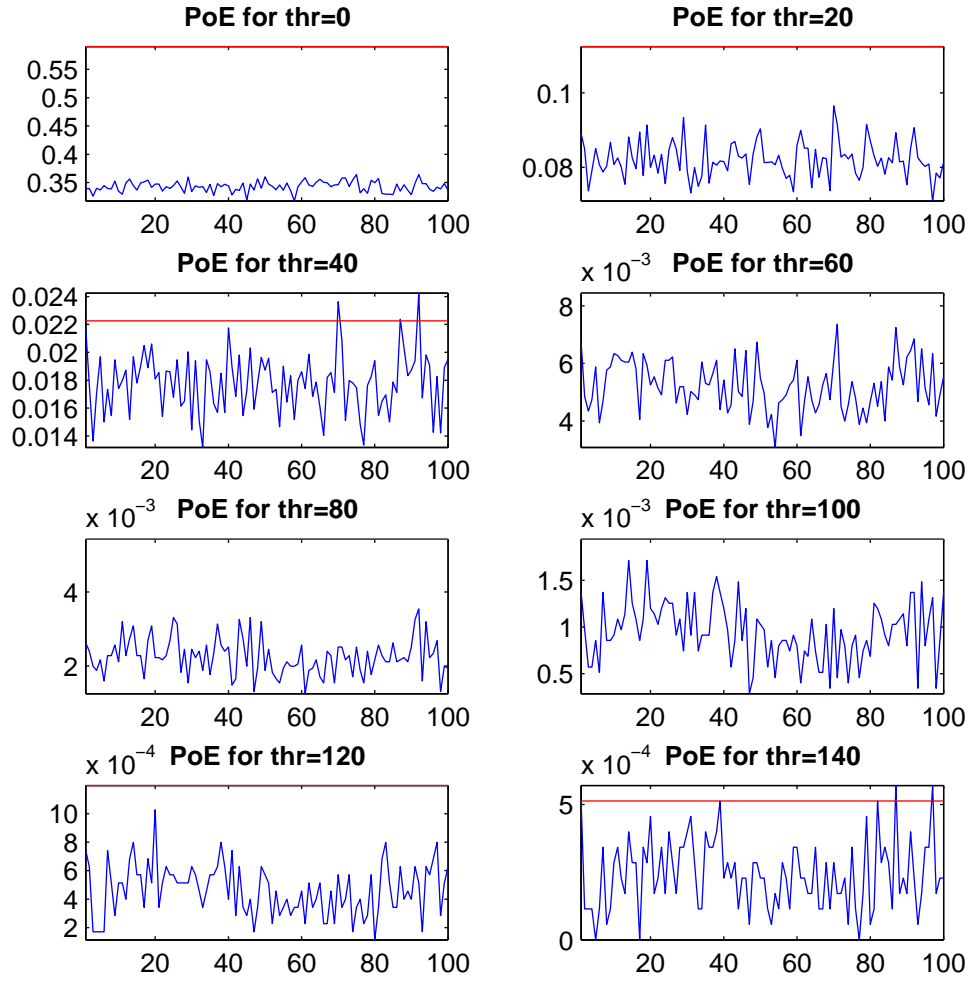 PoE for thr=0
0.55
0.5
0.45
0.4
0.35
20 40 60 80 100
PoE for thr=20
0.1
0.08
20 40 60 80 100
PoE for thr=40
0.024
0.022
0.02
0.018
0.016
0.014
20 40 60 80 100
x 10⁻³ PoE for thr=60
8
6
4
20 40 60 80 100
x 10⁻³ PoE for thr=80
4
2
20 40 60 80 100
x 10⁻³ PoE for thr=100
1.5
1
0.5
20 40 60 80 100
x 10⁻⁴ PoE for thr=120
10
8
6
4
2
20 40 60 80 100
x 10⁻⁴ PoE for thr=140
5
0
20 40 60 80 100